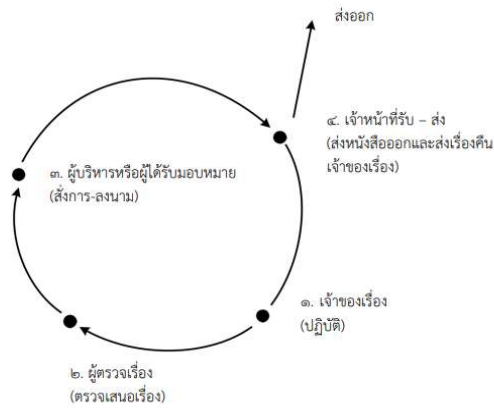 ส่งออก
๔. เจ้าหน้าที่รับ – ส่ง
(ส่งหนังสือออกและส่งเรื่องคืน
เจ้าของเรื่อง)
๓. ผู้บริหารหรือผู้ได้รับมอบหมาย
(สั่งการ-ลงนาม)
๑. เจ้าของเรื่อง
(ปฏิบัติ)
๒. ผู้ตรวจเรื่อง
(ตรวจเสนอเรื่อง)